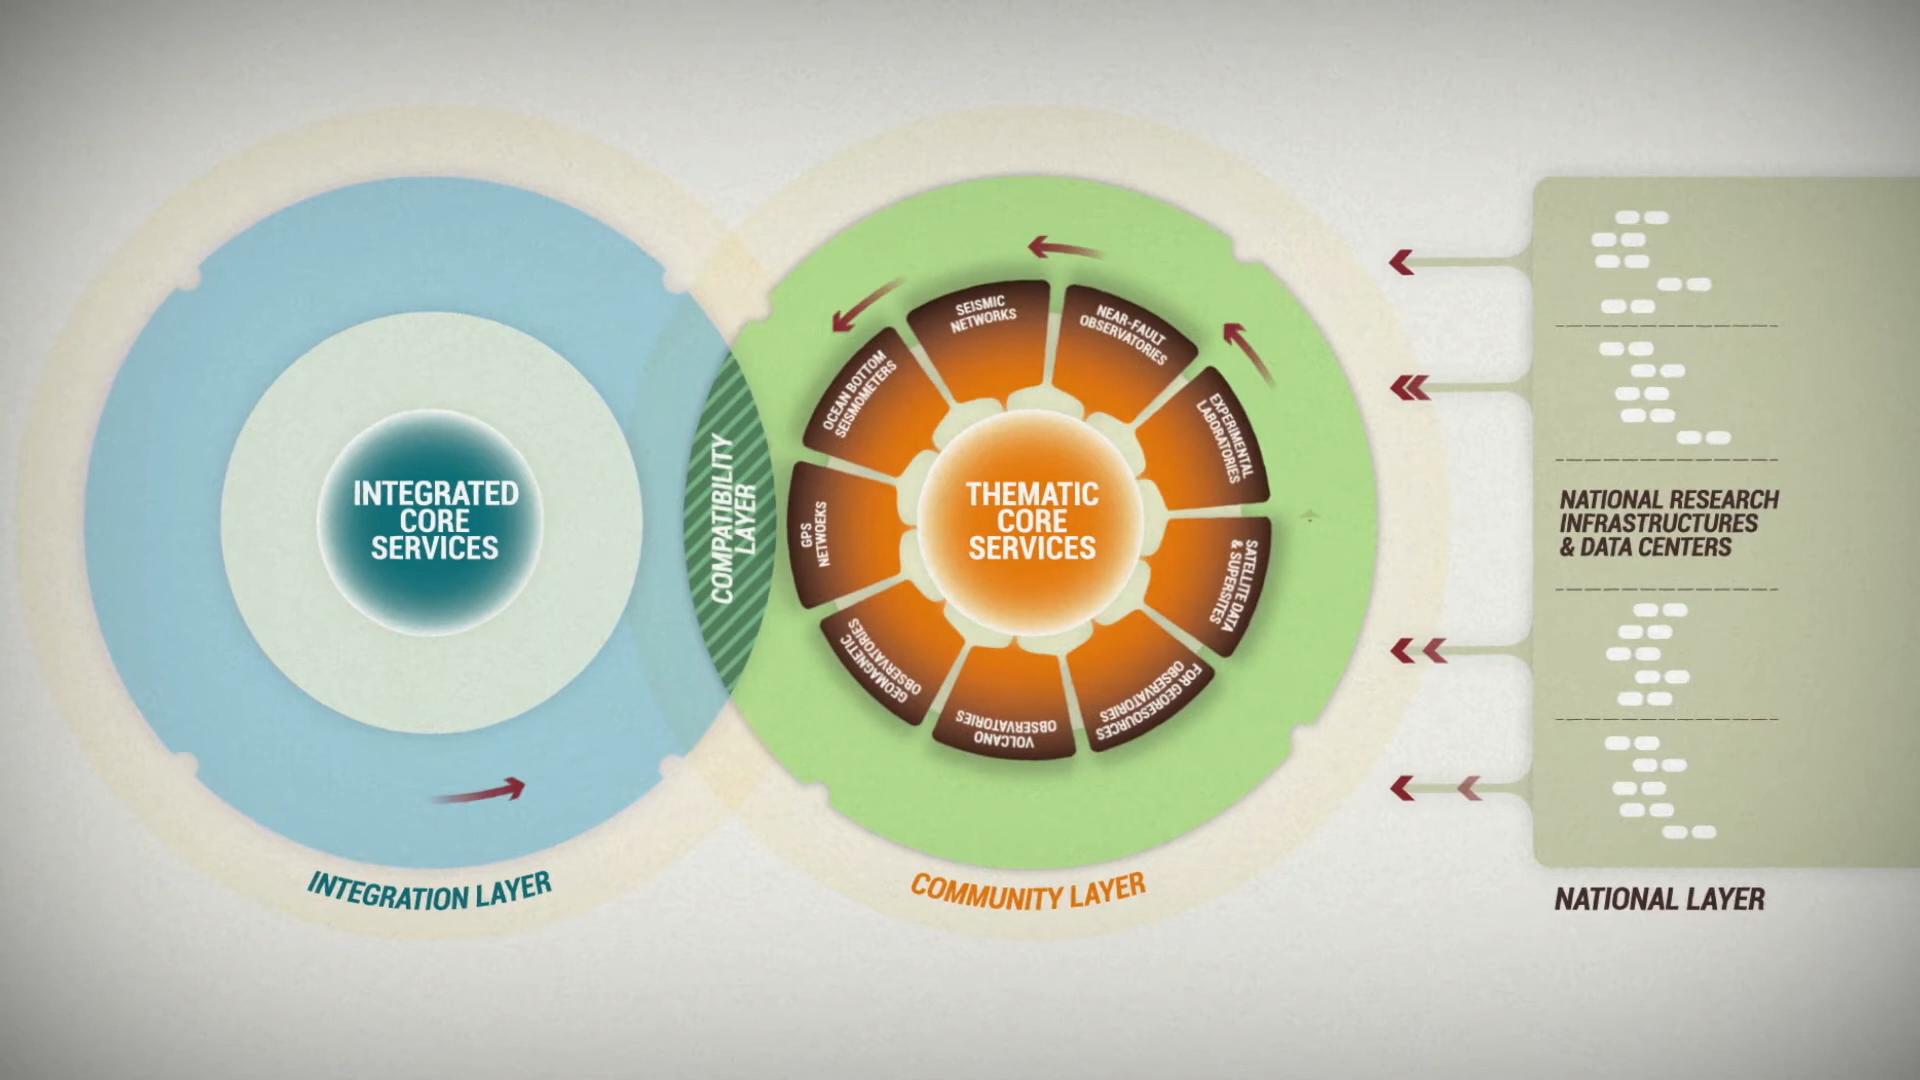 INTEGRATED
CORE
SERVICES
INTEGRATION LAYER
COMPATIBILITY
LAYER
THEMATIC
CORE
SERVICES
SEISMIC
NETWORKS
NEAR-FAULT
OBSERVATORIES
EXPERIMENTAL
LABORATORIES
SATELLITE DATA
& SUPERSITES
FOR GEORESOURCES
OBSERVATORIES
VOLCANO
OBSERVATORIES
GEOMAGNETIC
OBSERVATORIES
GPS
NETWOEKS
OCEAN BOTTOM
SEISMOMETERS
COMMUNITY LAYER
NATIONAL RESEARCH
INFRASTRUCTURES
& DATA CENTERS
NATIONAL LAYER